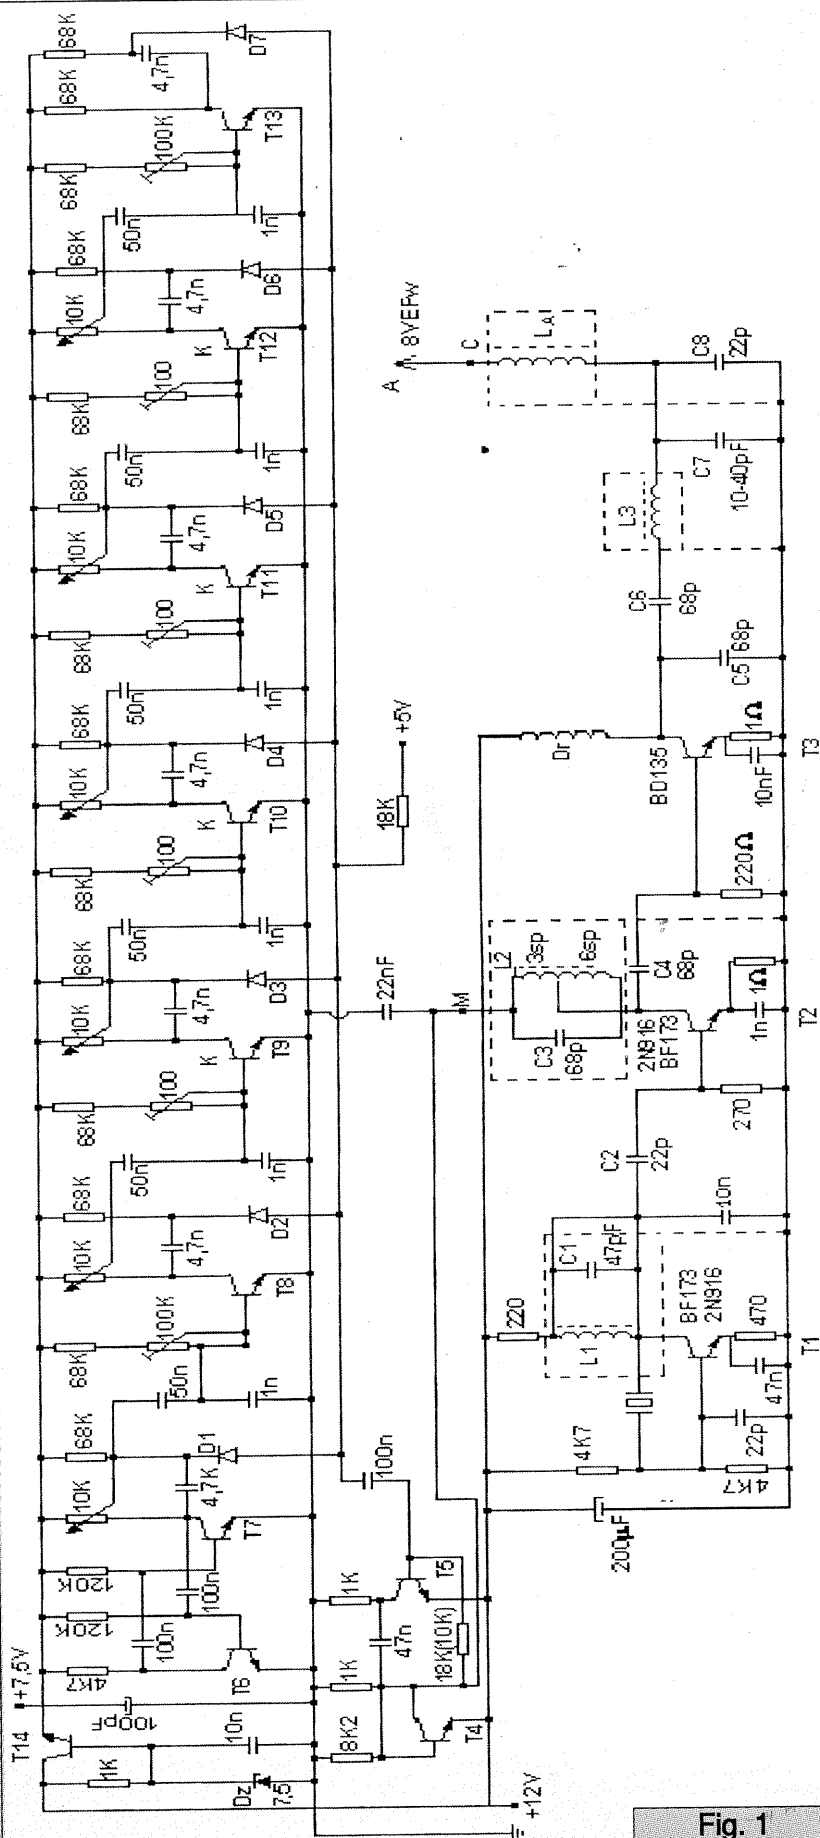 68K
D7
4,7n
68K
T13
100K
68K
50n
1n
68K
D6
4,7n
10K
T12
K
100
68K
50n
1n
68K
D5
4,7n
10K
T11
K
100
68K
50n
1n
68K
D4
4,7n
10K
T10
K
100
68K
50n
1n
68K
D3
4,7n
10K
T9
K
100
68K
50n
1n
68K
D2
4,7n
10K
T8
100K
68K
50n
1n
68K
D1
4,7K
10K
T7
120K
100n
120K
100n
4K7
T6
+7,5V
100pF
T14
10n
1K
Dz
7,5
+12V
8K2
1K
1K
47n
T4
T5
18K(10K)
100n
22nF
M
18K
+5V
A
8VEFw
C
LA
C8
22p
C7
10-40pF
L3
C6
68p
C5 68p
Dr
BD135
1Ω
10nF
T3
220Ω
C4
68p
L2
3sp
6sp
C3
68p
2N916
BF173
1Ω
1n
T2
270
C2
22p
10n
C1
47pF
220
L1
BF173
2N916
470
47n
T1
4K7
22p
4K7
200µF
Fig. 1